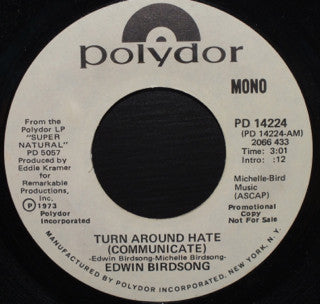 polydor
MONO
From the
Polydor LP
"SUPER
NATURAL"
PD 5057
Produced by
Eddie Kramer
for
Remarkable
Productions,
Inc.
Ⓟ 1973
Polydor
Incorporated
PD 14224
(PD 14224-AM)
2066 433
Time: 3:01
Intro: :12
Michelle-Bird
Music
(ASCAP)
Promotional
Copy
Not For Sale
TURN AROUND HATE
(COMMUNICATE)
-Edwin Birdsong-Michelle Birdsong-
EDWIN BIRDSONG
MANUFACTURED BY POLYDOR INCORPORATED, NEW YORK, N.Y.